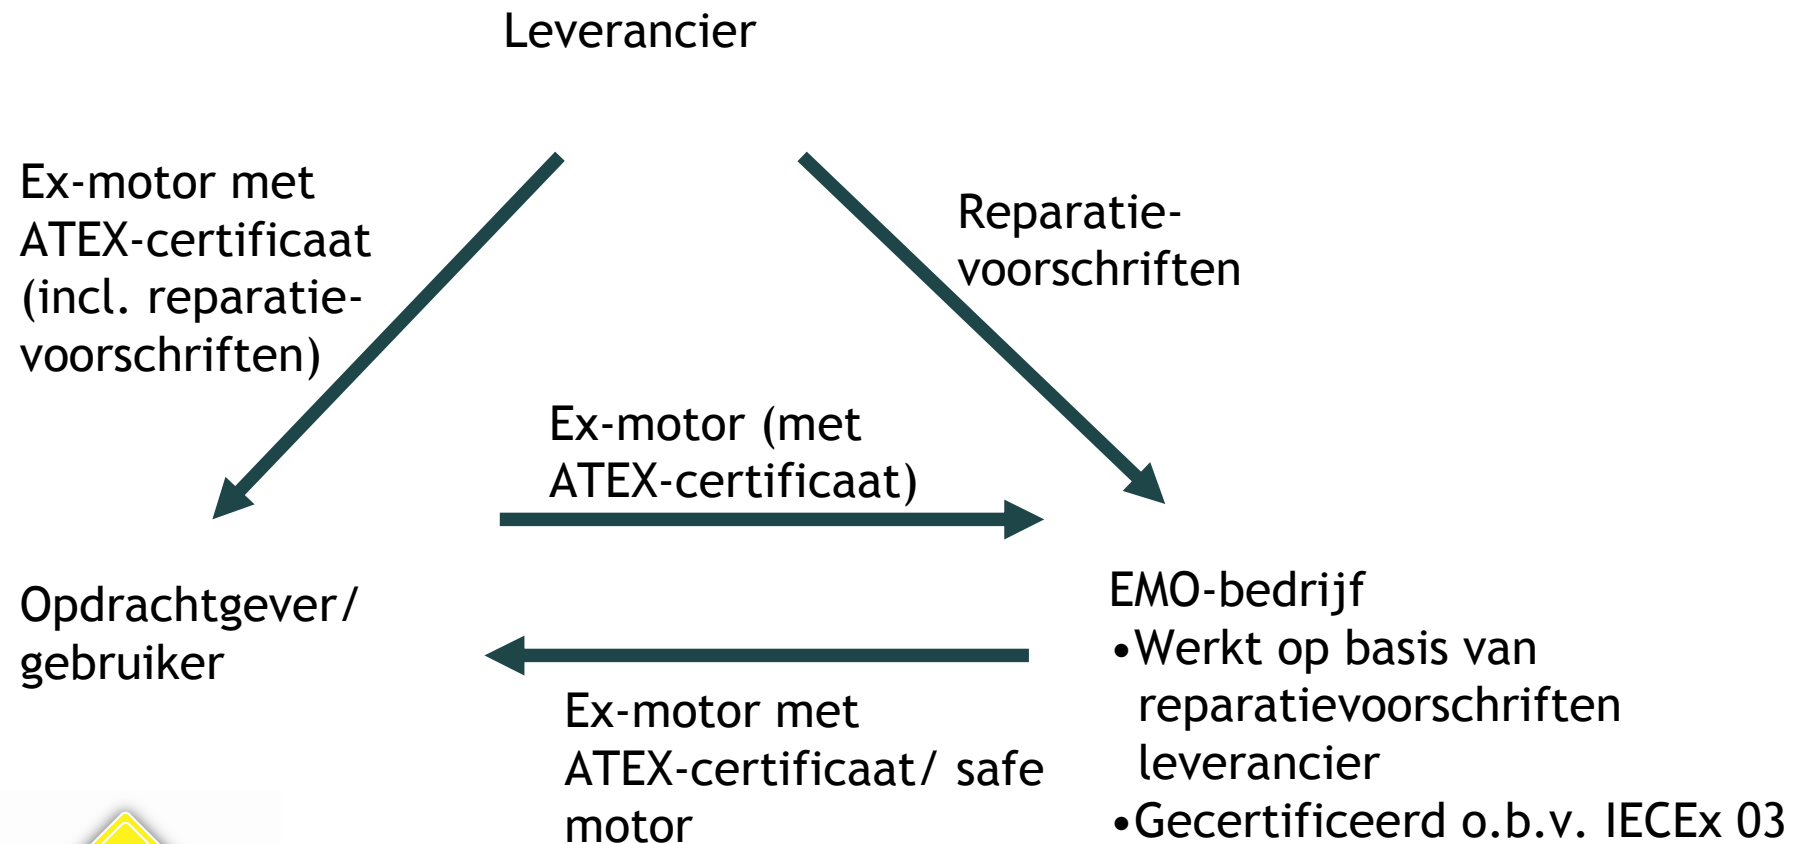 Leverancier
Ex-motor met
ATEX-certificaat
(incl. reparatie-
voorschriften)
Reparatie-
voorschriften
Ex-motor (met
ATEX-certificaat)
Opdrachtgever/
gebruiker
EMO-bedrijf
•Werkt op basis van
reparatievoorschriften
leverancier
•Gecertificeerd o.b.v. IECEx 03
Ex-motor met
ATEX-certificaat/ safe
motor